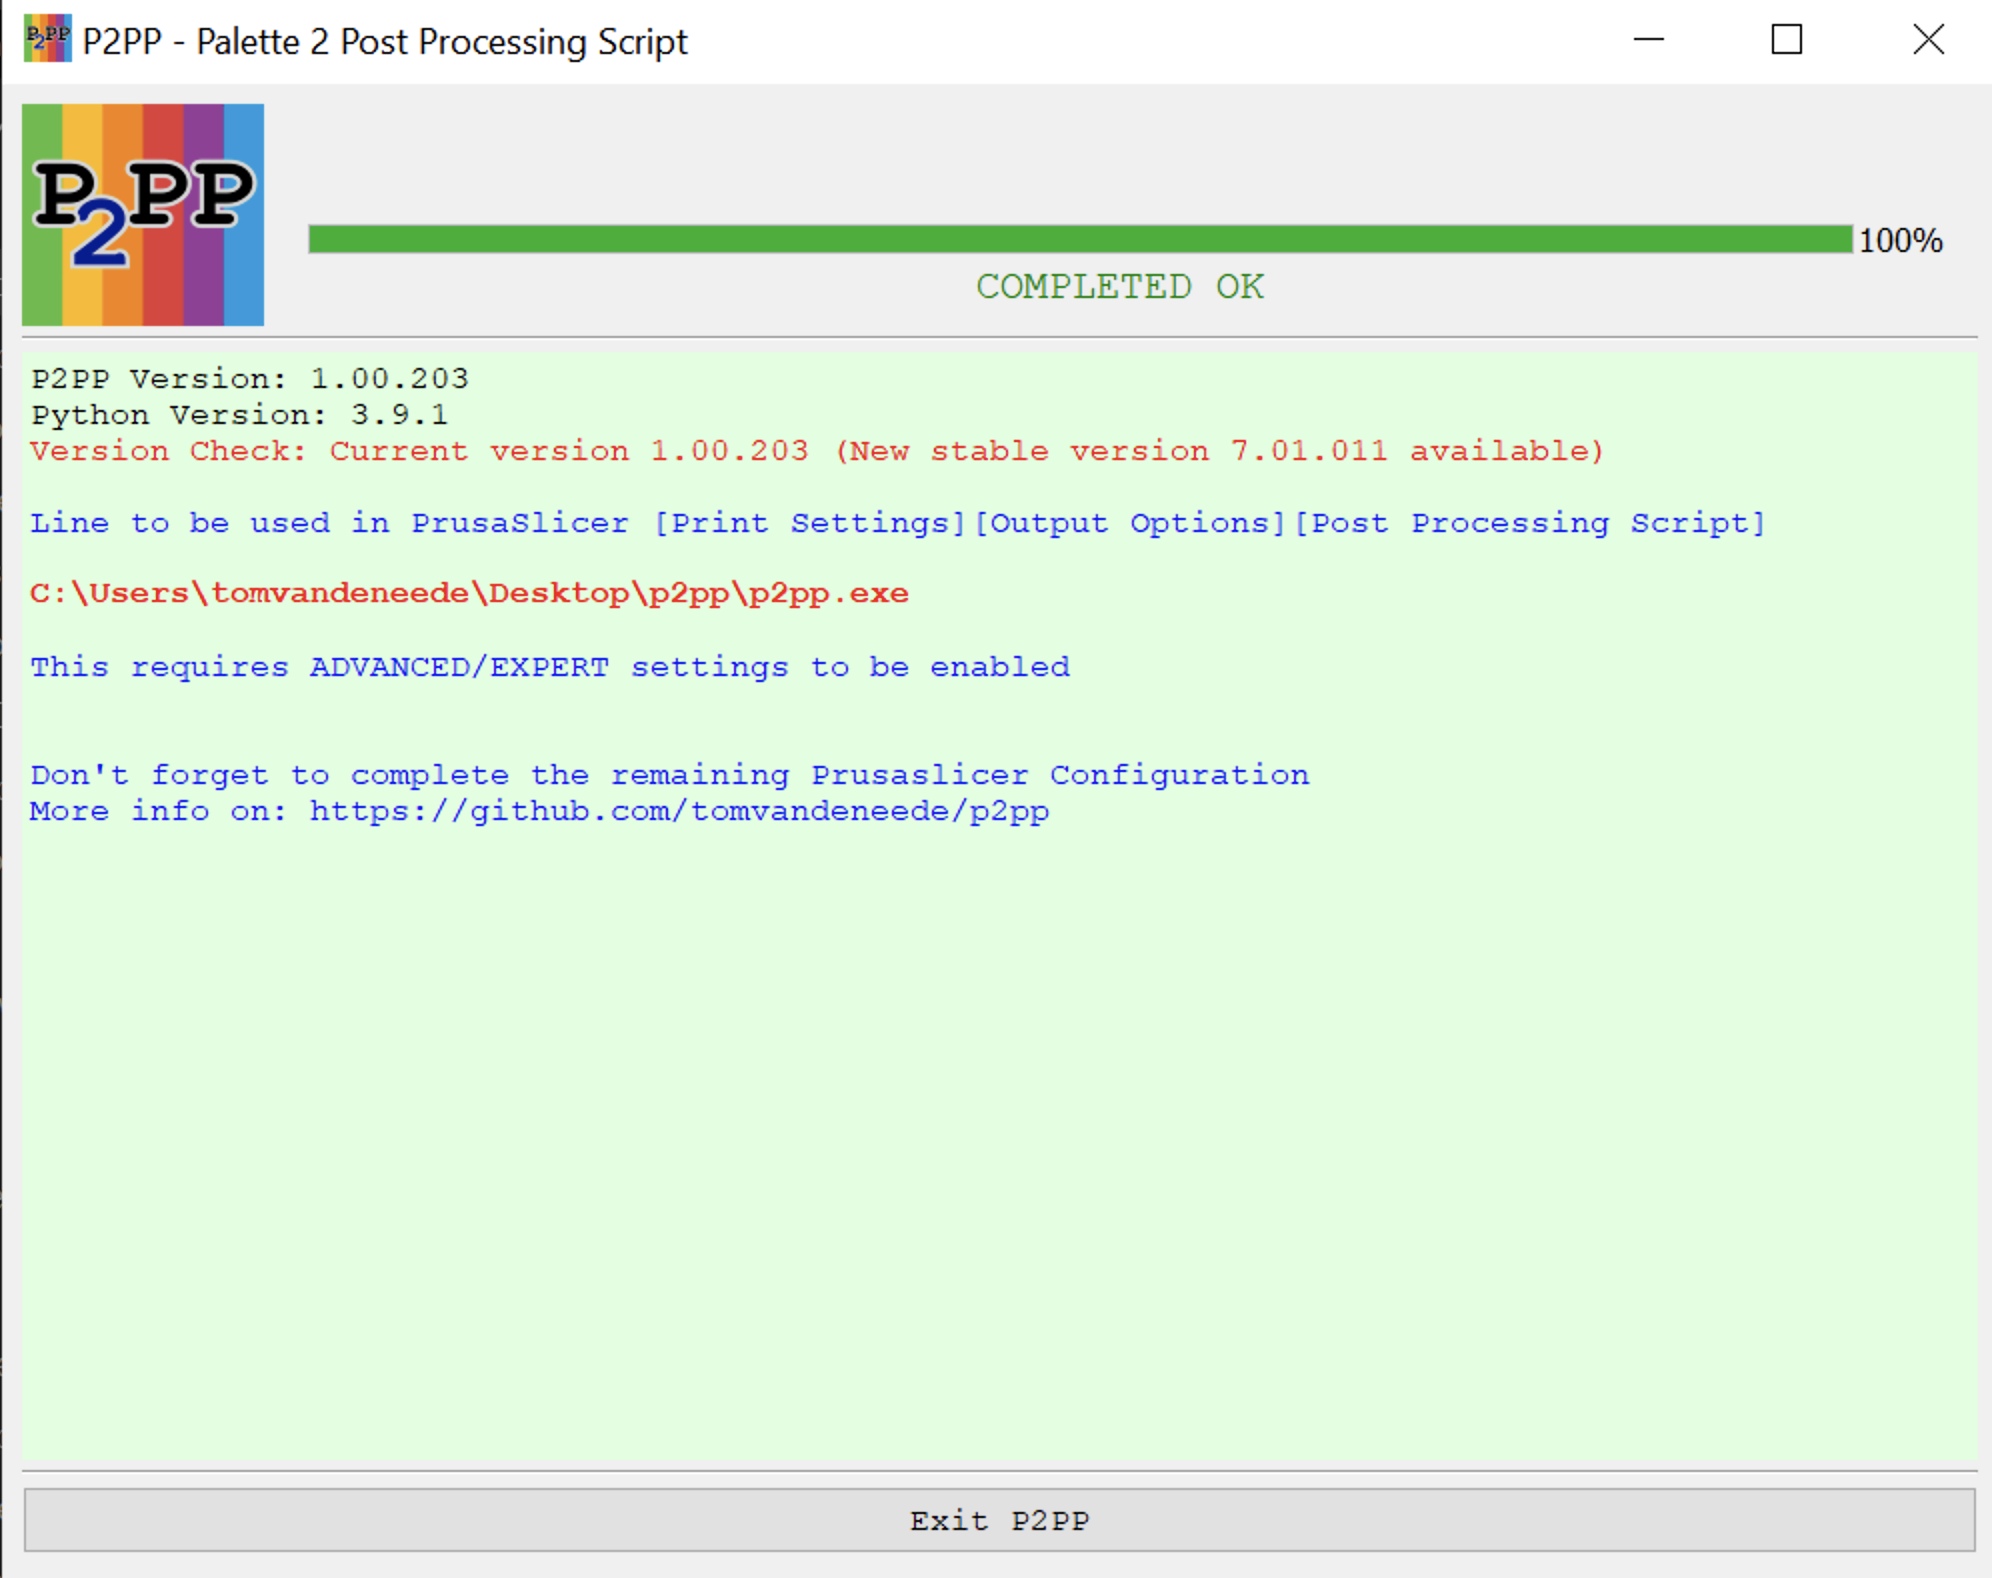 P2PP P2PP - Palette 2 Post Processing Script
P2PP
100%
COMPLETED OK
P2PP Version: 1.00.203
Python Version: 3.9.1
Version Check: Current version 1.00.203 (New stable version 7.01.011 available)
Line to be used in PrusaSlicer [Print Settings][Output Options][Post Processing Script]
C:\Users\tomvandeneede\Desktop\p2pp\p2pp.exe
This requires ADVANCED/EXPERT settings to be enabled
Don't forget to complete the remaining Prusaslicer Configuration
More info on: https://github.com/tomvandeneede/p2pp
Exit P2PP